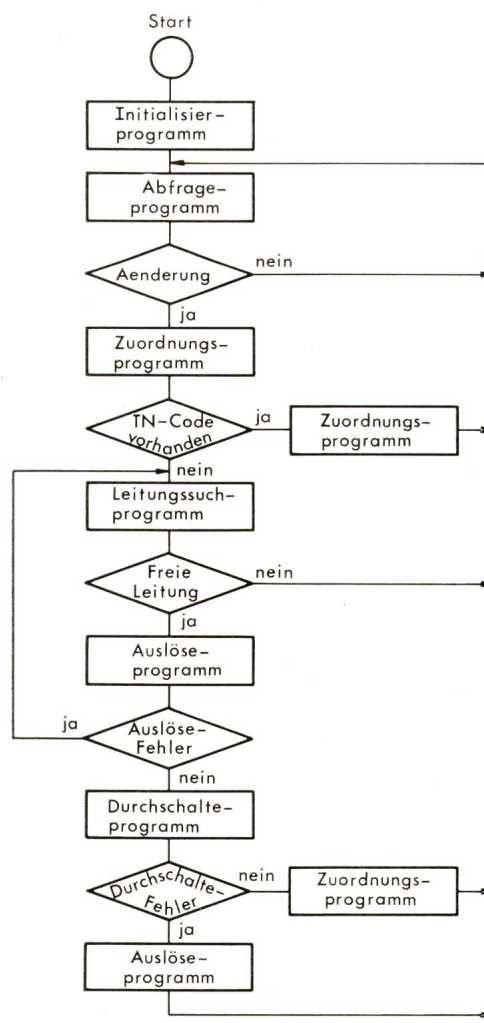 Start
Initialisier-
programm
Abfrage-
programm
Aenderung
nein
ja
Zuordnungs-
programm
TN-Code
vorhanden
ja
Zuordnungs-
programm
nein
Leitungssuch-
programm
Freie
Leitung
nein
ja
Auslöse-
programm
ja
Auslöse-
Fehler
nein
Durchschalte-
programm
Durchschalte-
Fehler
nein
Zuordnungs-
programm
ja
Auslöse-
programm